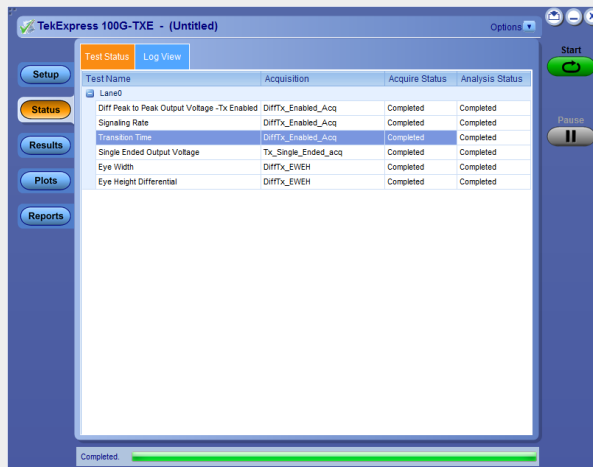 TekExpress 100G-TXE - (Untitled)
Options
Start
Pause
Setup
Status
Results
Plots
Reports
Test Status Log View
Test Name Acquisition Acquire Status Analysis Status
Lane0
Diff Peak to Peak Output Voltage -Tx Enabled DiffTx_Enabled_Acq Completed Completed
Signaling Rate DiffTx_Enabled_Acq Completed Completed
Transition Time DiffTx_Enabled_Acq Completed Completed
Single Ended Output Voltage Tx_Single_Ended_acq Completed Completed
Eye Width DiffTx_EWEH Completed Completed
Eye Height Differential DiffTx_EWEH Completed Completed
Completed.